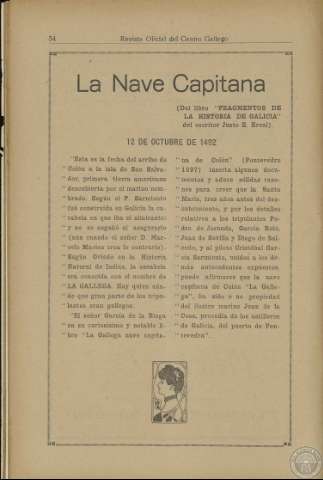 54
Revista Oficial del Centro Gallego
La Nave Capitana
(Del libro "FRAGMENTOS DE
LA HISTORIA DE GALICIA"
del escritor Justo E. Areal)
12 DE OCTUBRE DE 1492
"Esta es la fecha del arribo de
" Colón a la isla de San Salva-
" dor, primera tierra americana
" descubierta por el marino nom-
" brado. Según el P. Sarmiento
" fué construída en Galicia la ca-
" rabela en que iba el almirante;
" y no se engañó el
" (aun cuando el señor D. Mar-
" celo Macías crea lo contrario).
" Según Oviedo en la Historia
" Natural de Indias, la carabela
" era conocida con el nombre de
" LA GALLEGA. Hay quien aña-
" de que gran parte de los tripu-
" lantes eran gallegos.
"El señor García de la Riega
" en su curiosísimo y notable li-
" bro "La Gallega nave capita-
" na de Colón" (Pontevedra
" 1897) inserta algunos docu-
" mentos y aduce sólidas razo-
" nes para creer que la Santa
" María, tres años antes del des-
" cubrimiento, y por los detalles
" relativos a los tripulantes Pe-
" dro de García Ruíz,
" Juan de Sevilla y Diego de Sal-
" cedo, y al piloto Cristóbal Gar-
" cía Sarmiento, unidos a los de-
" más antecedentes expuestos,
" puede afirmarse que la nave
" capitana de Colón "La Galle-
" ga", ha sido o no propiedad
" del ilustre marino Juan de la
" Cosa, procedía de los astilleros
" de Galicia, del puerto de Pon-
" tevedra".